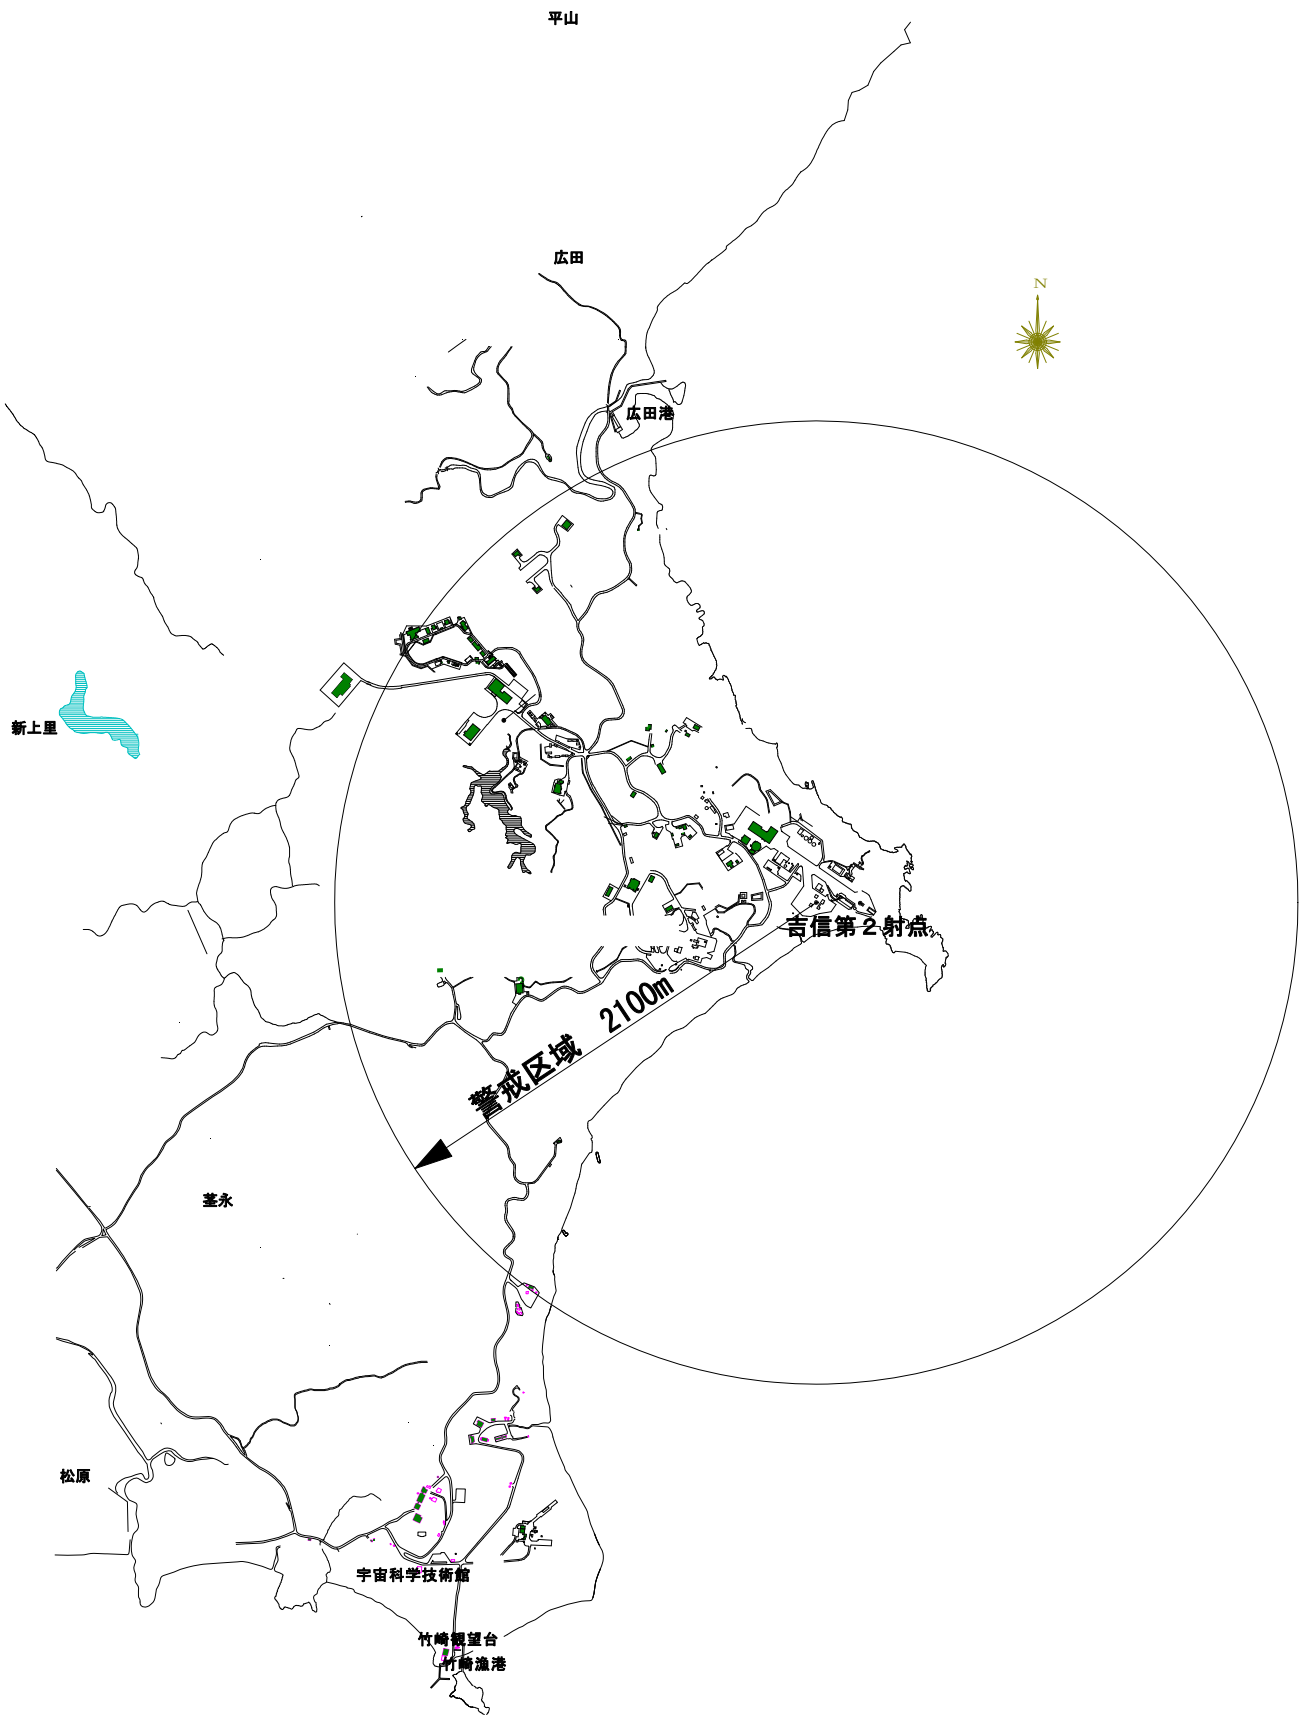 平山
広田
N
広田港
新上里
吉信第2射点
警戒区域 2100m
茎永
松原
宇宙科学技術館
竹崎観望台
竹崎漁港